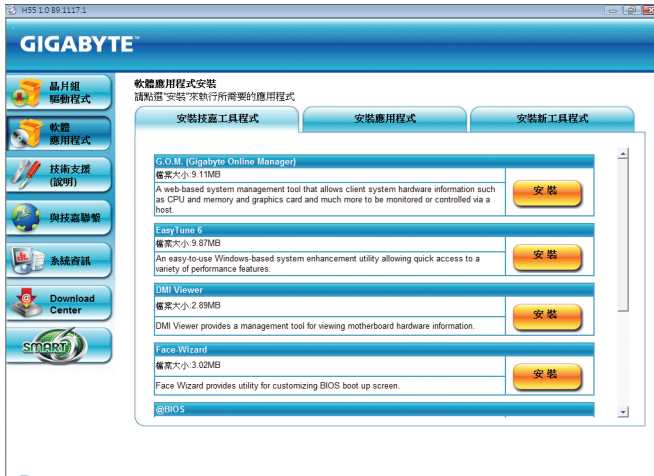 H55 1.0 B9.1117.1
GIGABYTE™
晶片組
驅動程式
軟體
應用程式
技術支援
(說明)
與技嘉聯繫
系統資訊
Download
Center
SMART
軟體應用程式安裝
請點選"安裝"來執行所需要的應用程式
安裝技嘉工具程式
安裝應用程式
安裝新工具程式
G.O.M. (Gigabyte Online Manager)
檔案大小:9.11MB
A web-based system management tool that allows client system hardware information such
as CPU and memory and graphics card and much more to be monitored or controlled via a
host.
安裝
EasyTune 6
檔案大小:9.87MB
An easy-to-use Windows-based system enhancement utility allowing quick access to a
variety of performance features.
安裝
DMI Viewer
檔案大小:2.89MB
DMI Viewer provides a management tool for viewing motherboard hardware information.
安裝
Face-Wizard
檔案大小:3.02MB
Face Wizard provides utility for customizing BIOS boot up screen.
安裝
@BIOS